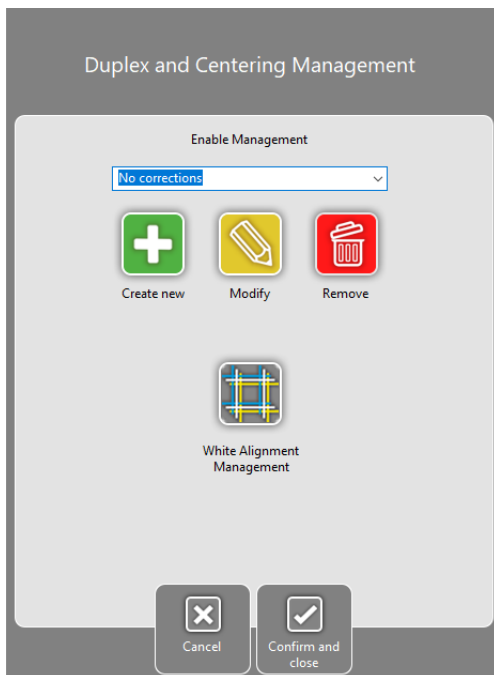 Duplex and Centering Management
Enable Management
No corrections
Create new
Modify
Remove
White Alignment
Management
Cancel
Confirm and
close